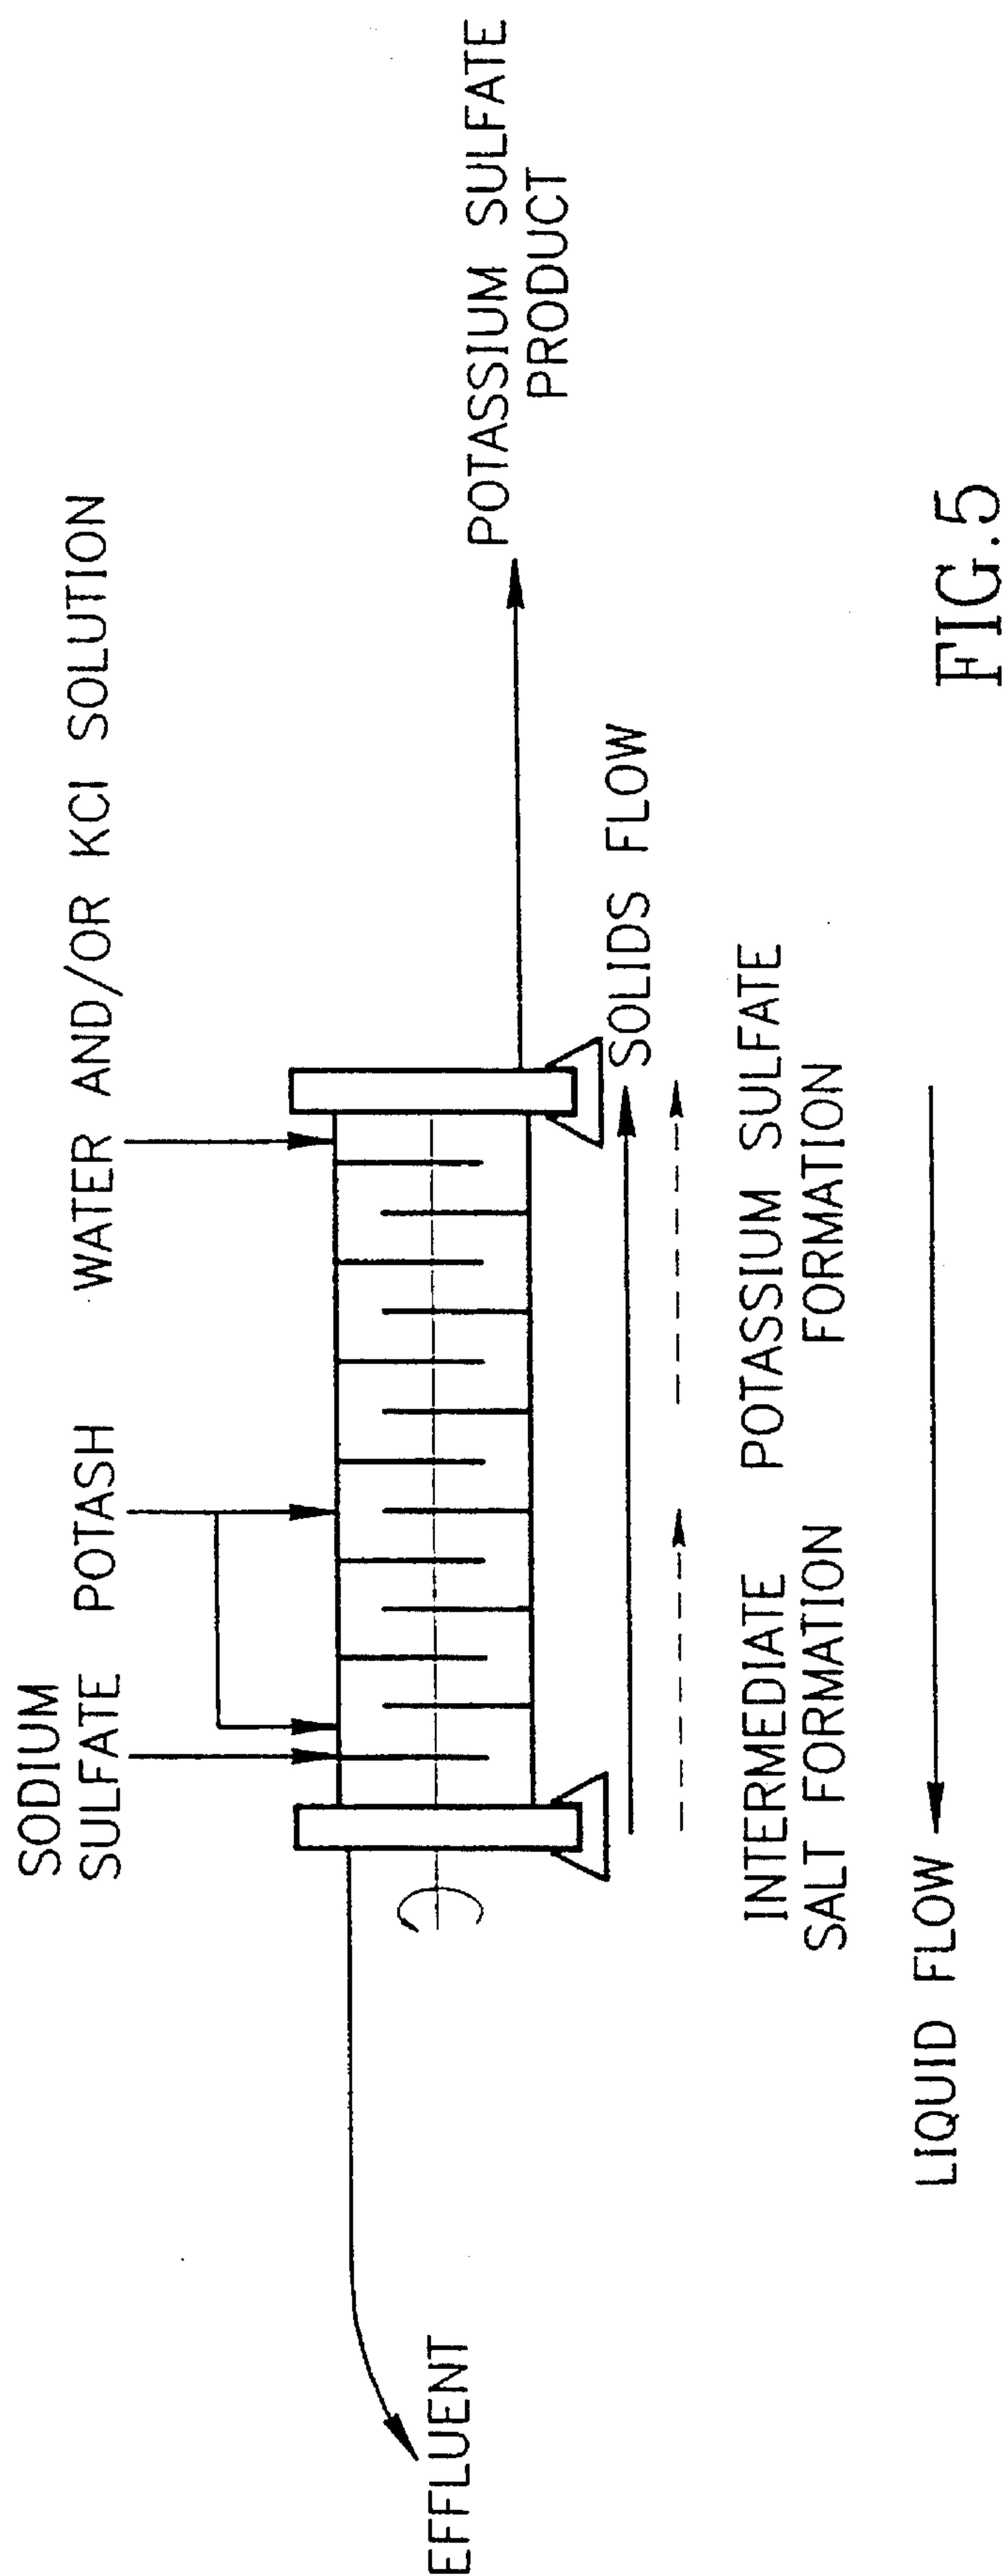 SODIUM
SULFATE
POTASH
WATER AND/OR KCl SOLUTION
EFFLUENT
POTASSIUM SULFATE
PRODUCT
SOLIDS FLOW
INTERMEDIATE
SALT FORMATION
POTASSIUM SULFATE
FORMATION
LIQUID FLOW
FIG.5